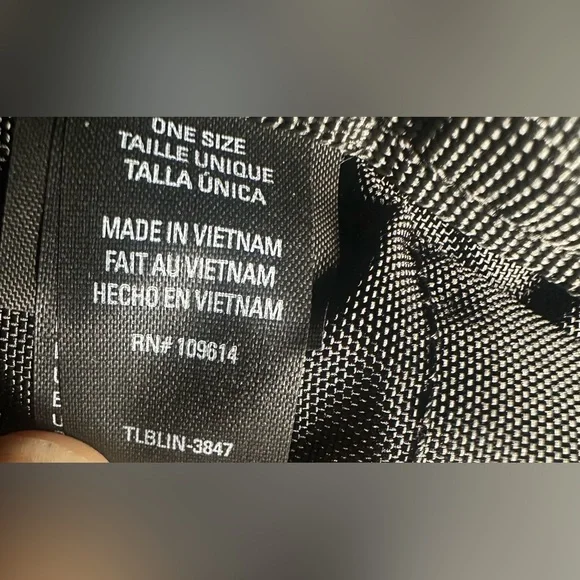 ONE SIZE
TAILLE UNIQUE
TALLA ÚNICA
MADE IN VIETNAM
FAIT AU VIETNAM
HECHO EN VIETNAM
RN# 109614
TLBLIN-3847